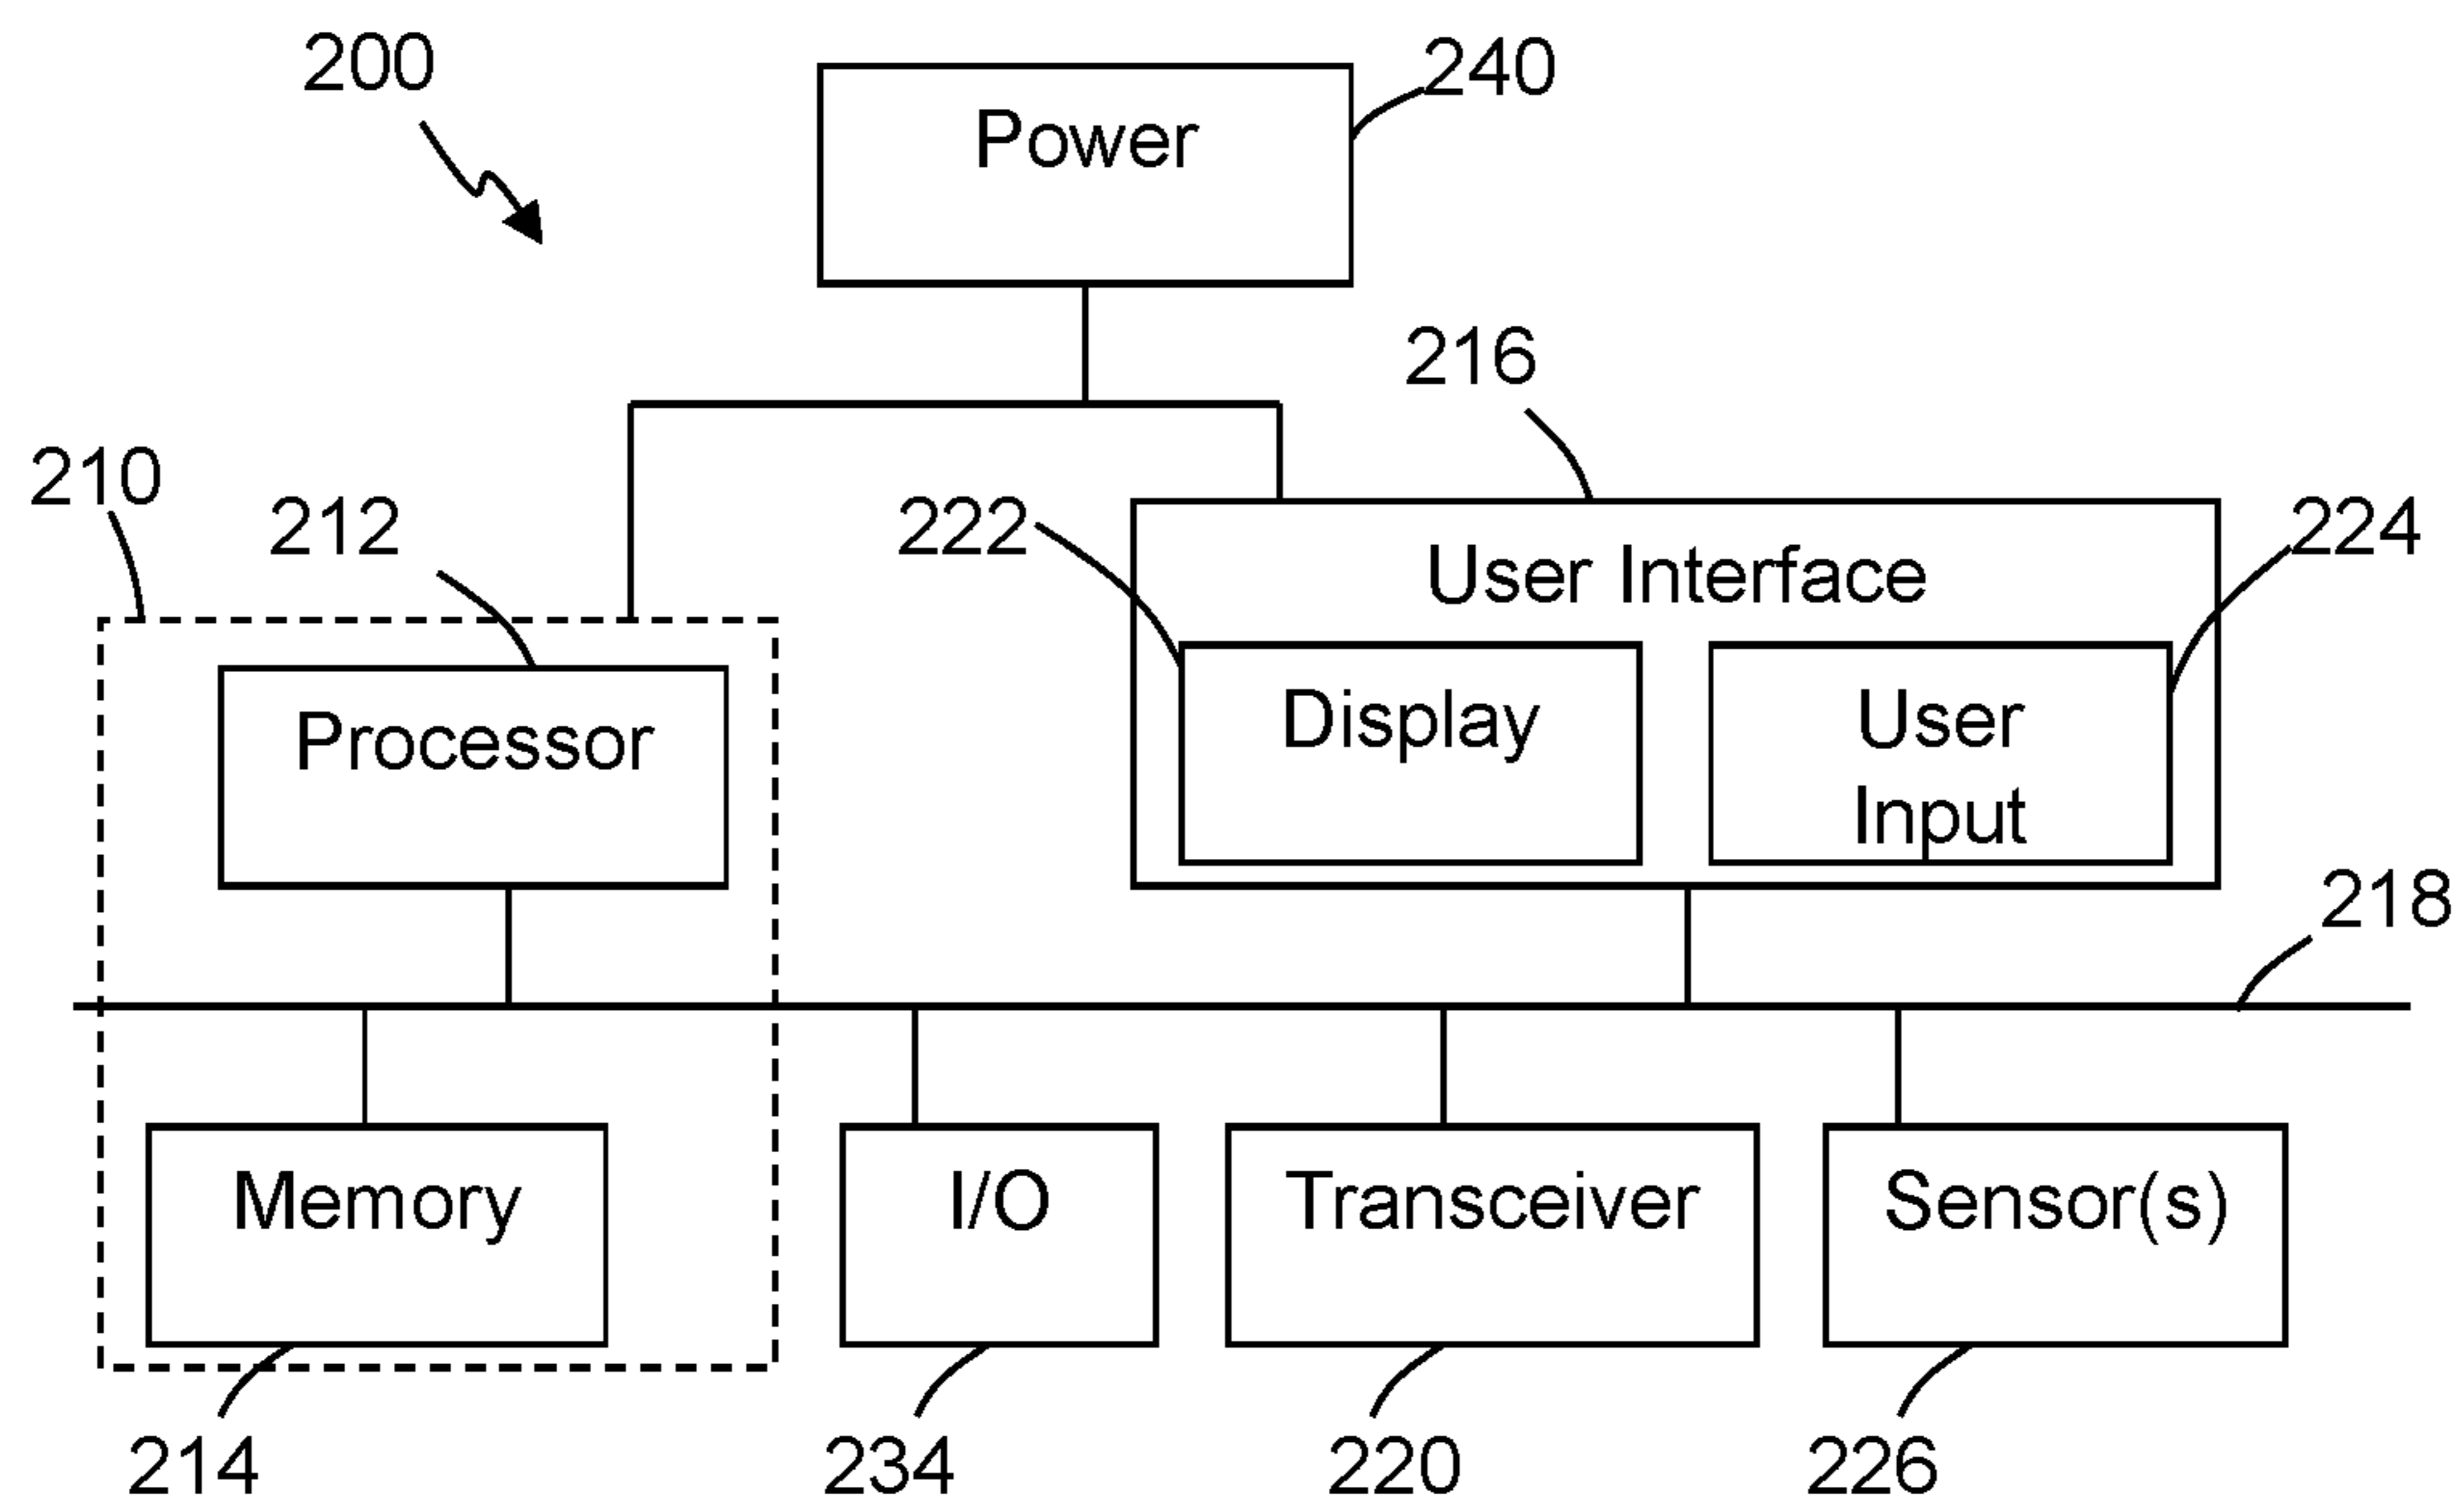 200
Power
240
216
210
212
222
User Interface
224
Processor
Display
User
Input
218
Memory
I/O
Transceiver
Sensor(s)
214
234
220
226